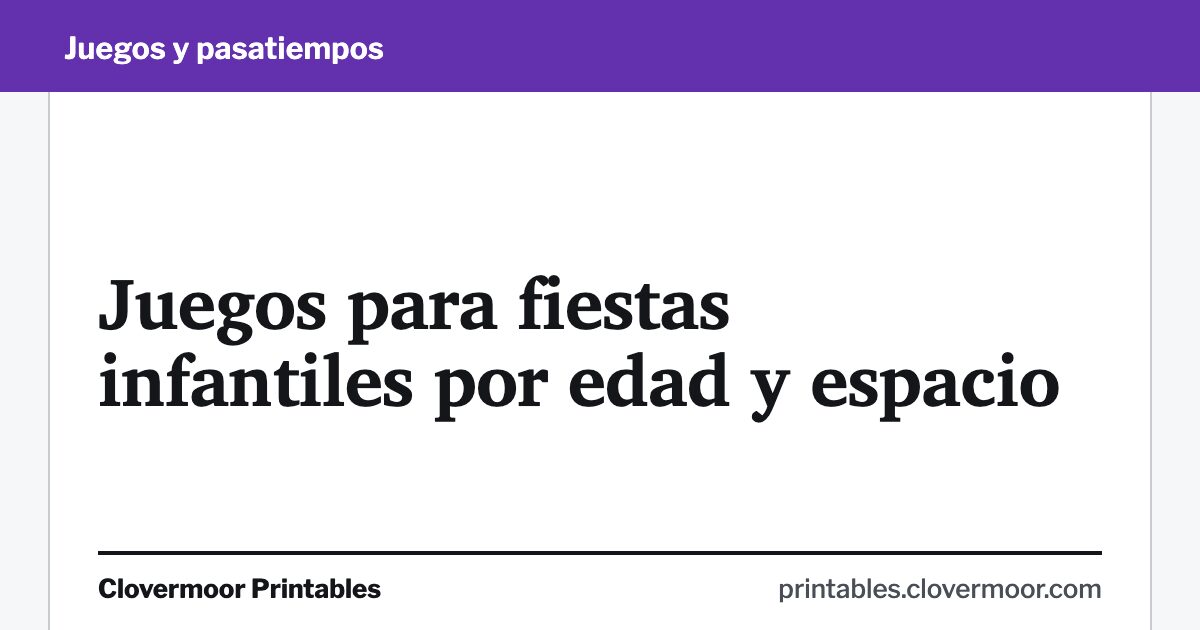 Juegos y pasatiempos
Juegos para fiestas
infantiles por edad y espacio
Clovermoor Printables
printables.clovermoor.com